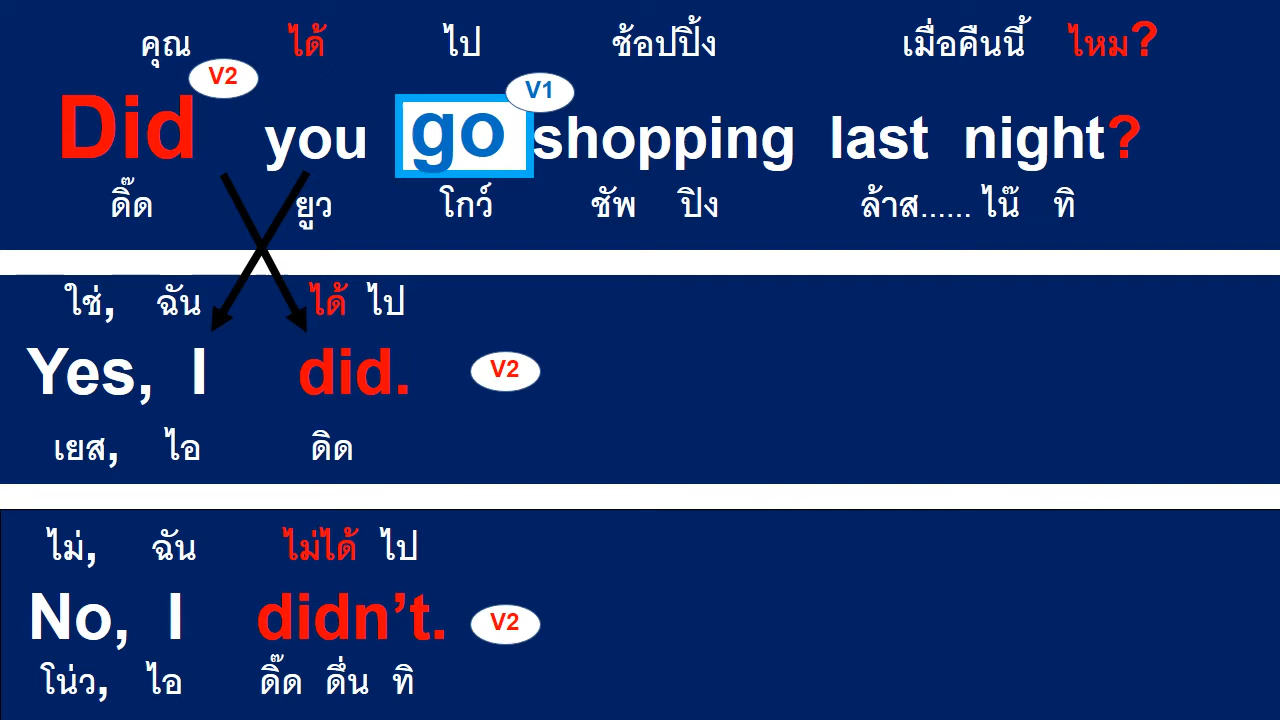 คุณ ได้ ไป ช้อปปิ้ง เมื่อคืนนี้ ไหม?
V2 V1
Did you go shopping last night?
ดิ๊ด ยูว โกว์ ชัพ ปิง ล้าส...... ไน๊ ทิ
ใช่, ฉัน ได้ ไป
Yes, I did. V2
เยส, ไอ ดิด
ไม่, ฉัน ไม่ได้ ไป
No, I didn’t. V2
โน่ว, ไอ ดิ๊ด ดึ่น ทิ